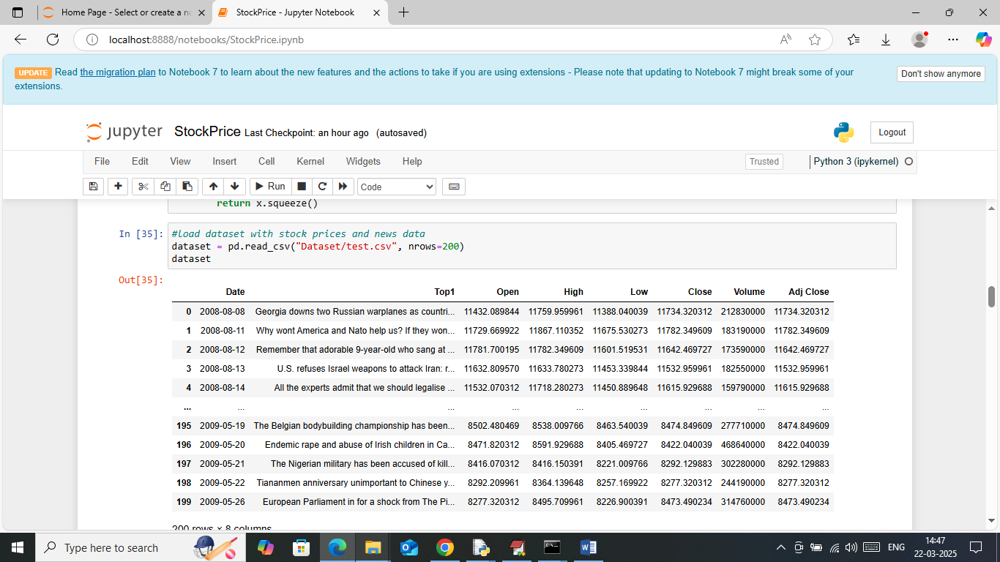 Home Page - Select or create a no
StockPrice - Jupyter Notebook
localhost:8888/notebooks/StockPrice.ipynb
UPDATE Read the migration plan to Notebook 7 to learn about the new features and the actions to take if you are using extensions - Please note that updating to Notebook 7 might break some of your
extensions.
Don't show anymore
jupyter StockPrice Last Checkpoint: an hour ago (autosaved)
Logout
File Edit View Insert Cell Kernel Widgets Help
Trusted
Python 3 (ipykernel)
Run
Code
return x.squeeze()
In [35]: #Load dataset with stock prices and news data
dataset = pd.read_csv("Dataset/test.csv", nrows=200)
dataset
Out[35]:
Date Top1 Open High Low Close Volume Adj Close
0 2008-08-08 Georgia downs two Russian warplanes as countri... 11432.089844 11759.959961 11388.040039 11734.320312 212830000 11734.320312
1 2008-08-11 Why wont America and Nato help us? If they won... 11729.669922 11867.110352 11675.530273 11782.349609 183190000 11782.349609
2 2008-08-12 Remember that adorable 9-year-old who sang at ... 11781.700195 11782.349609 11601.519531 11642.469727 173590000 11642.469727
3 2008-08-13 U.S. refuses Israel weapons to attack Iran: r... 11632.809570 11633.780273 11453.339844 11532.959961 182550000 11532.959961
4 2008-08-14 All the experts admit that we should legalise ... 11532.070312 11718.280273 11450.889648 11615.929688 159790000 11615.929688
... ... ... ... ... ... ... ... ...
195 2009-05-19 The Belgian bodybuilding championship has been... 8502.480469 8538.009766 8463.540039 8474.849609 277710000 8474.849609
196 2009-05-20 Endemic rape and abuse of Irish children in Ca... 8471.820312 8591.929688 8405.469727 8422.040039 468640000 8422.040039
197 2009-05-21 The Nigerian military has been accused of kill... 8416.070312 8416.150391 8221.009766 8292.129883 302280000 8292.129883
198 2009-05-22 Tiananmen anniversary unimportant to Chinese y... 8292.209961 8364.139648 8257.169922 8277.320312 244190000 8277.320312
199 2009-05-26 European Parliament in for a shock from The Pi... 8277.320312 8495.709961 8226.900391 8473.490234 314760000 8473.490234
200 rows × 8 columns
Type here to search
ENG
14:47
22-03-2025